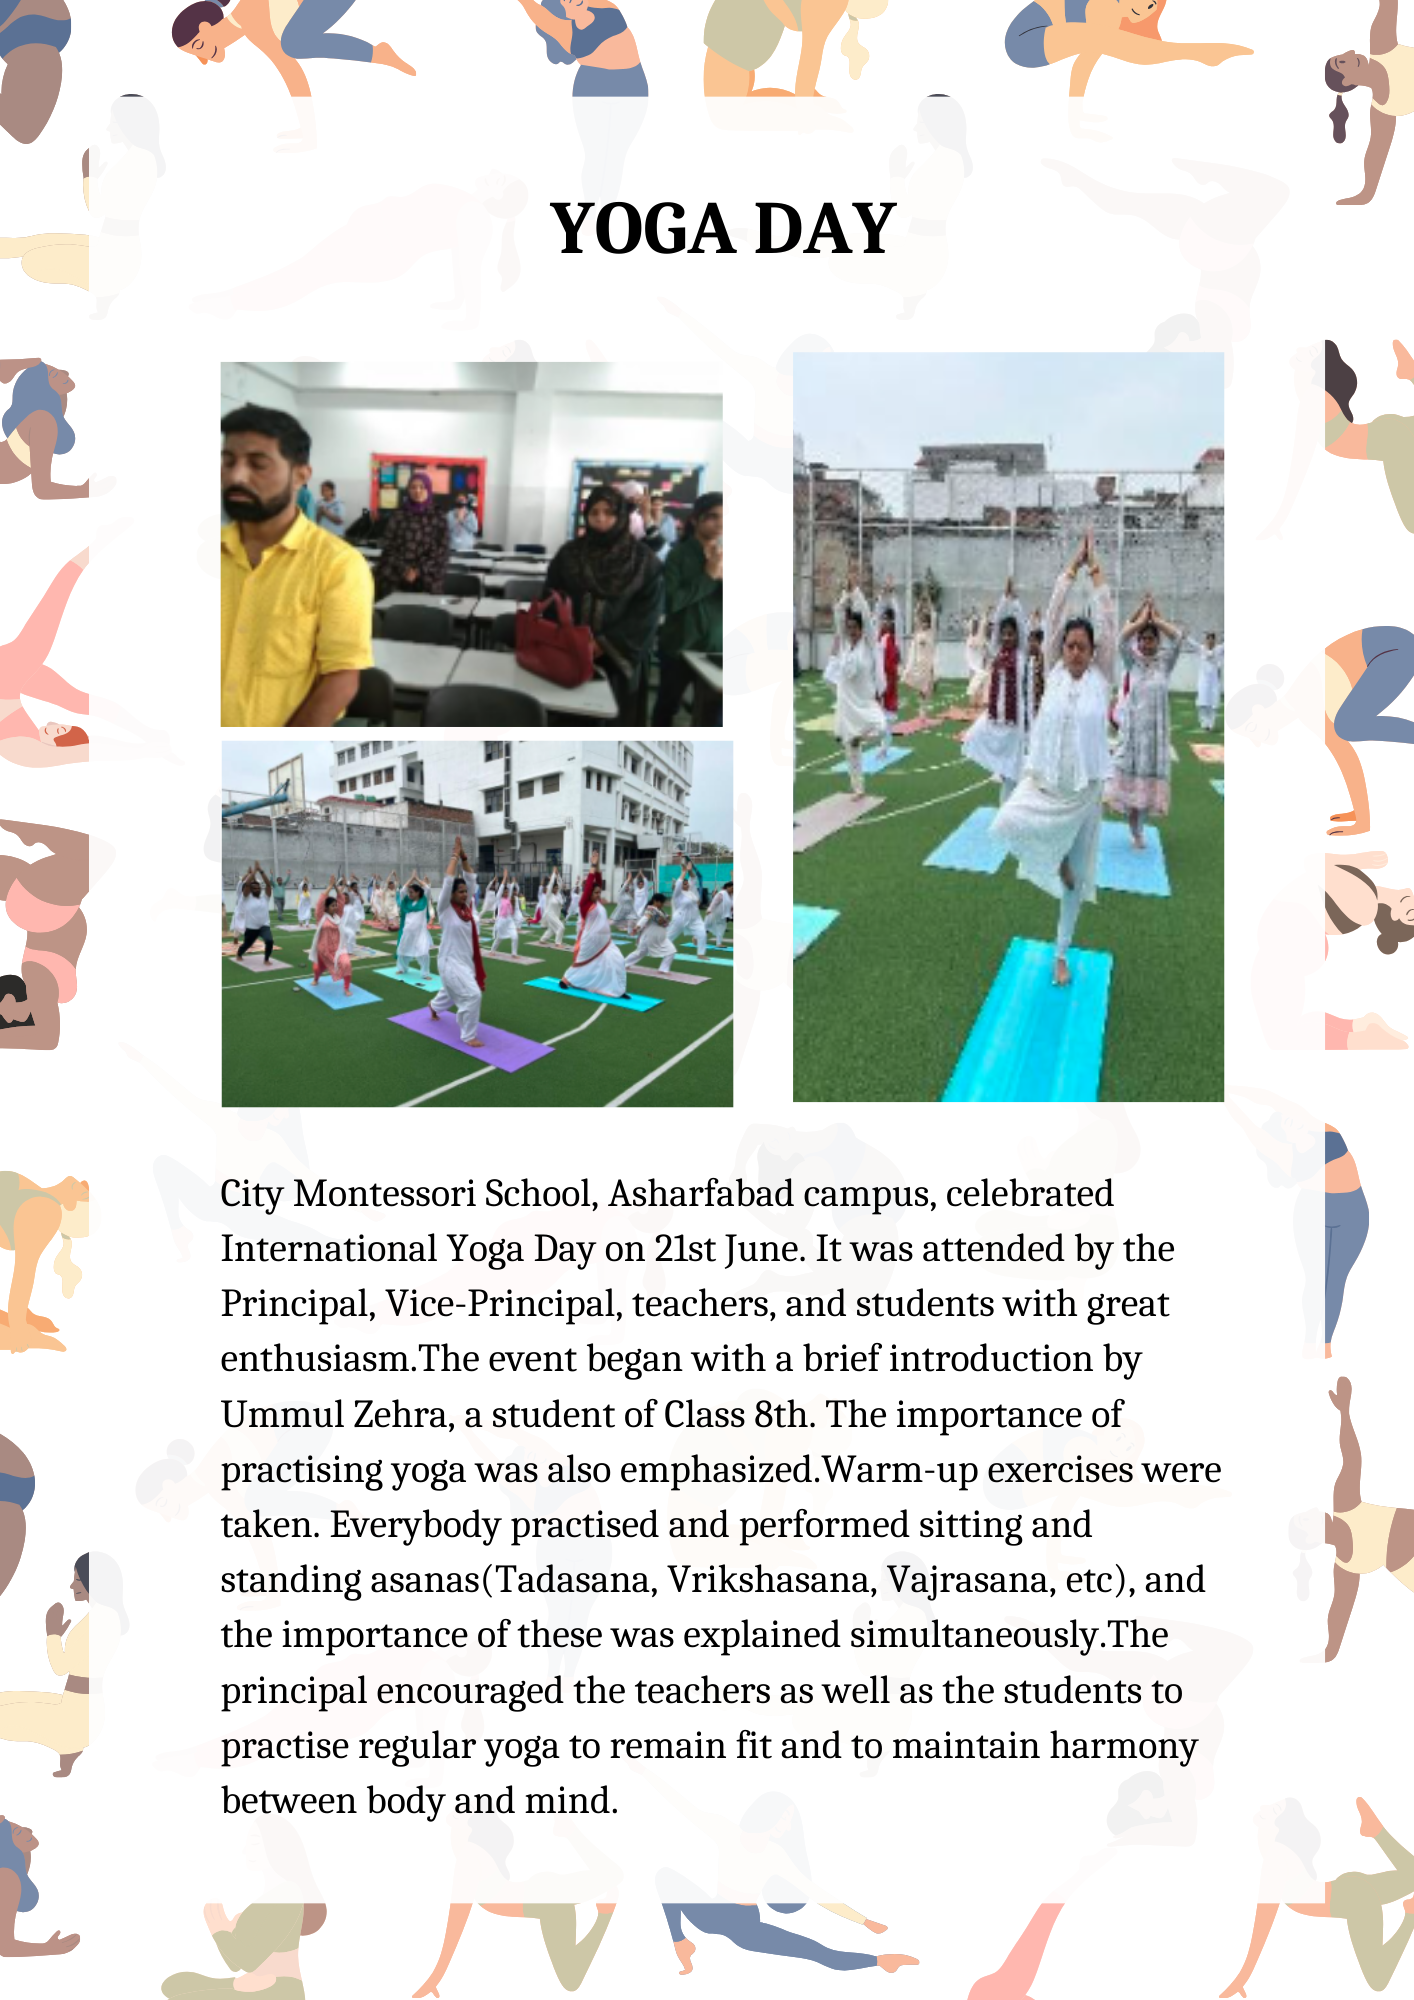 YOGA DAY
City Montessori School, Asharfabad campus, celebrated
International Yoga Day on 21st June. It was attended by the
Principal, Vice-Principal, teachers, and students with great
enthusiasm.The event began with a brief introduction by
Ummul Zehra, a student of Class 8th. The importance of
practising yoga was also emphasized.Warm-up exercises were
taken. Everybody practised and performed sitting and
standing asanas(Tadasana, Vrikshasana, Vajrasana, etc), and
the importance of these was explained simultaneously.The
principal encouraged the teachers as well as the students to
practise regular yoga to remain fit and to maintain harmony
between body and mind.